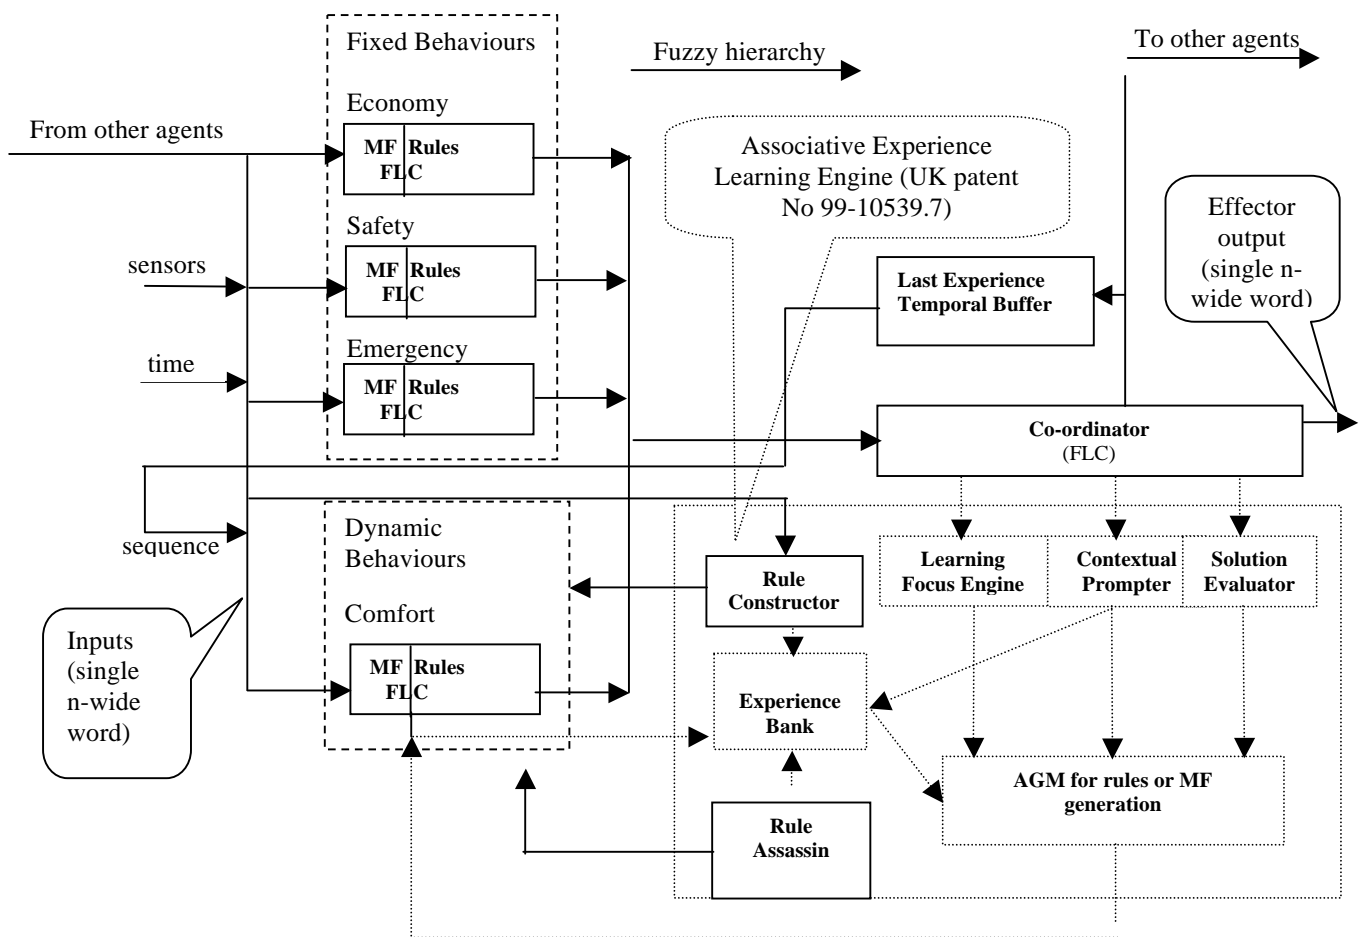 Fixed Behaviours
Fuzzy hierarchy
To other agents
Economy
From other agents
MF Rules
FLC
Associative Experience
Learning Engine (UK patent
No 99-10539.7)
Effector
output
(single n-
wide word)
Safety
sensors
MF Rules
FLC
Last Experience
Temporal Buffer
Emergency
time
MF Rules
FLC
Co-ordinator
(FLC)
sequence
Dynamic
Behaviours
Rule
Constructor
Learning
Focus Engine
Contextual
Prompter
Solution
Evaluator
Comfort
Inputs
(single
n-wide
word)
MF Rules
FLC
Experience
Bank
AGM for rules or MF
generation
Rule
Assassin